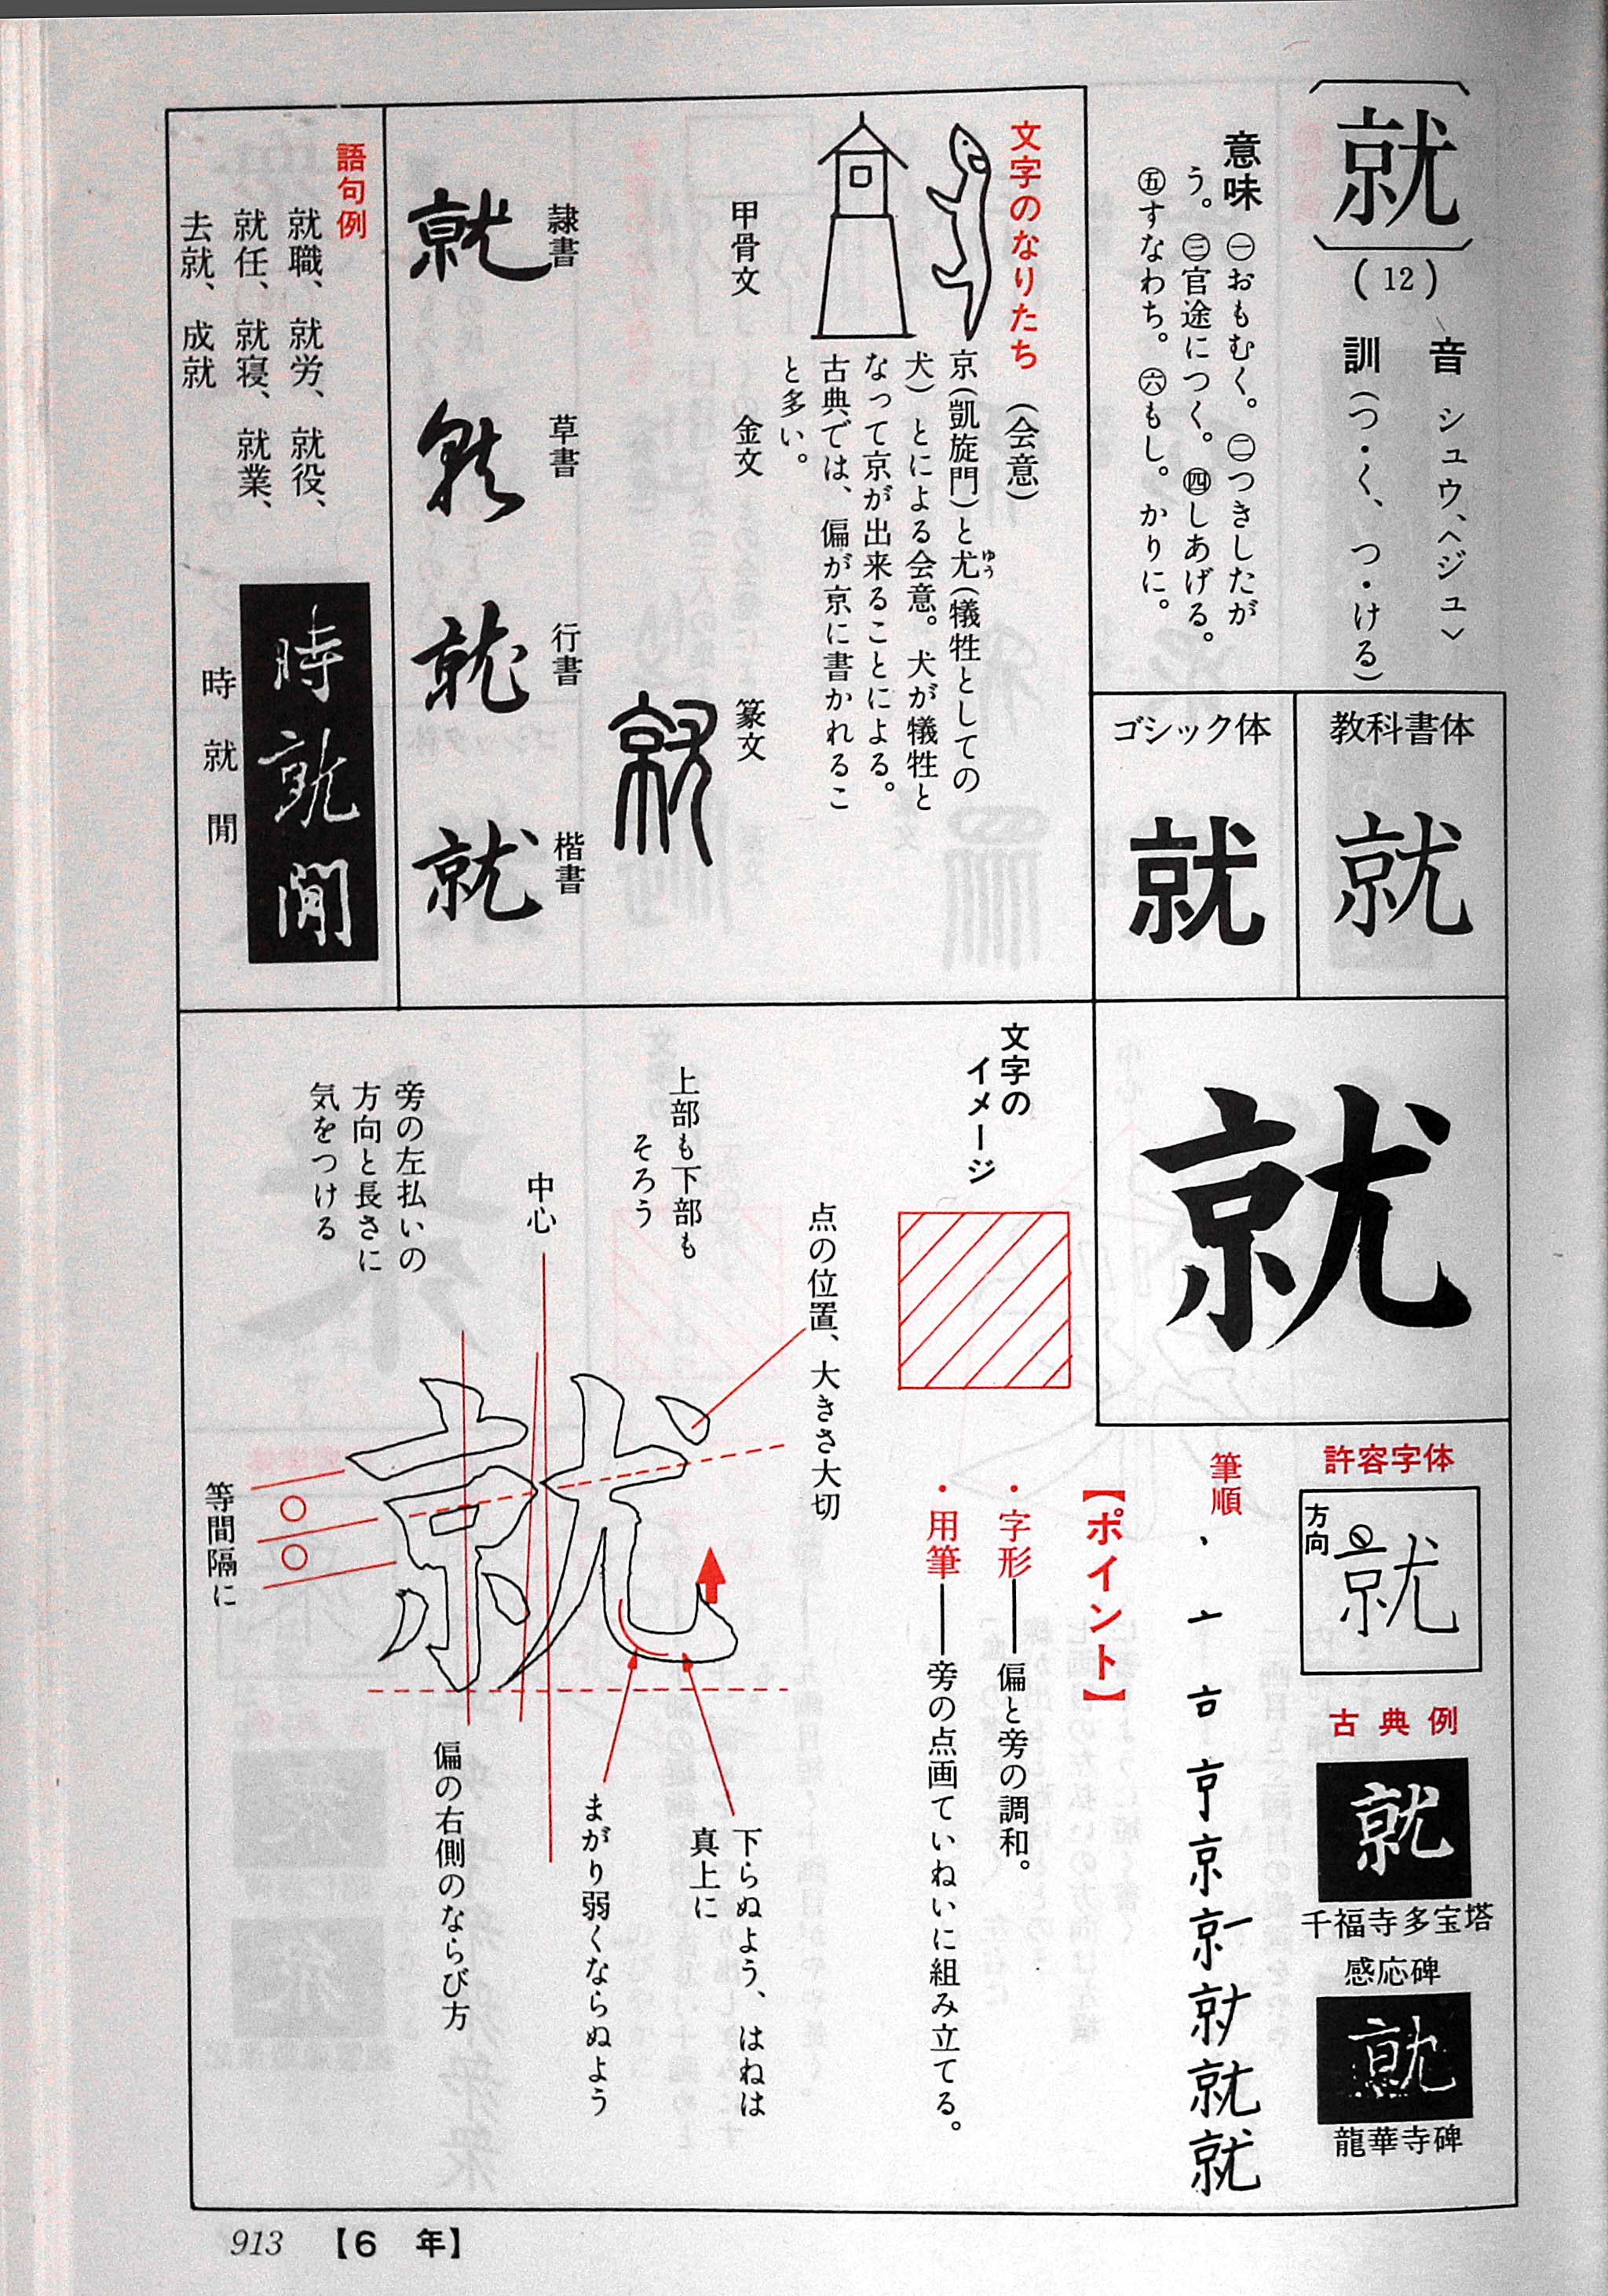 就
(12)
音 シュウ、〈ジュ〉
訓（つ・く、つ・ける）
意味 ㊀おもむく。㊁つきしたが
う。㊂官途につく。㊃しあげる。
㊄すなわち。㊅もし。かりに。
教科書体
就
ゴシック体
就
文字のなりたち（会意）
京（凱旋門）と尤（犠牲としての
ゆう
犬）とによる会意。犬が犠牲と
なって京が出来ることによる。
古典では、偏が京に書かれるこ
と多い。
甲骨文
金文
篆文
就
隷書
就
草書
就
行書
就
楷書
就
語句例
就職、就労、就役、
就任、就寝、就業、
去就、成就
時就間
時就間
就
許容字体
方向
就
古典例
就
千福寺多宝塔
感応碑
就
龍華寺碑
筆順
就
【ポイント】
・字形──偏と旁の調和。
・用筆──旁の点画ていねいに組み立てる。
文字の
イメージ
点の位置、大きさ大切
上部も下部も
そろう
中心
旁の左払いの
方向と長さに
気をつける
就
等間隔に
下らぬよう、はねは
真上に
まがり弱くならぬよう
偏の右側のならび方
913 【6 年】